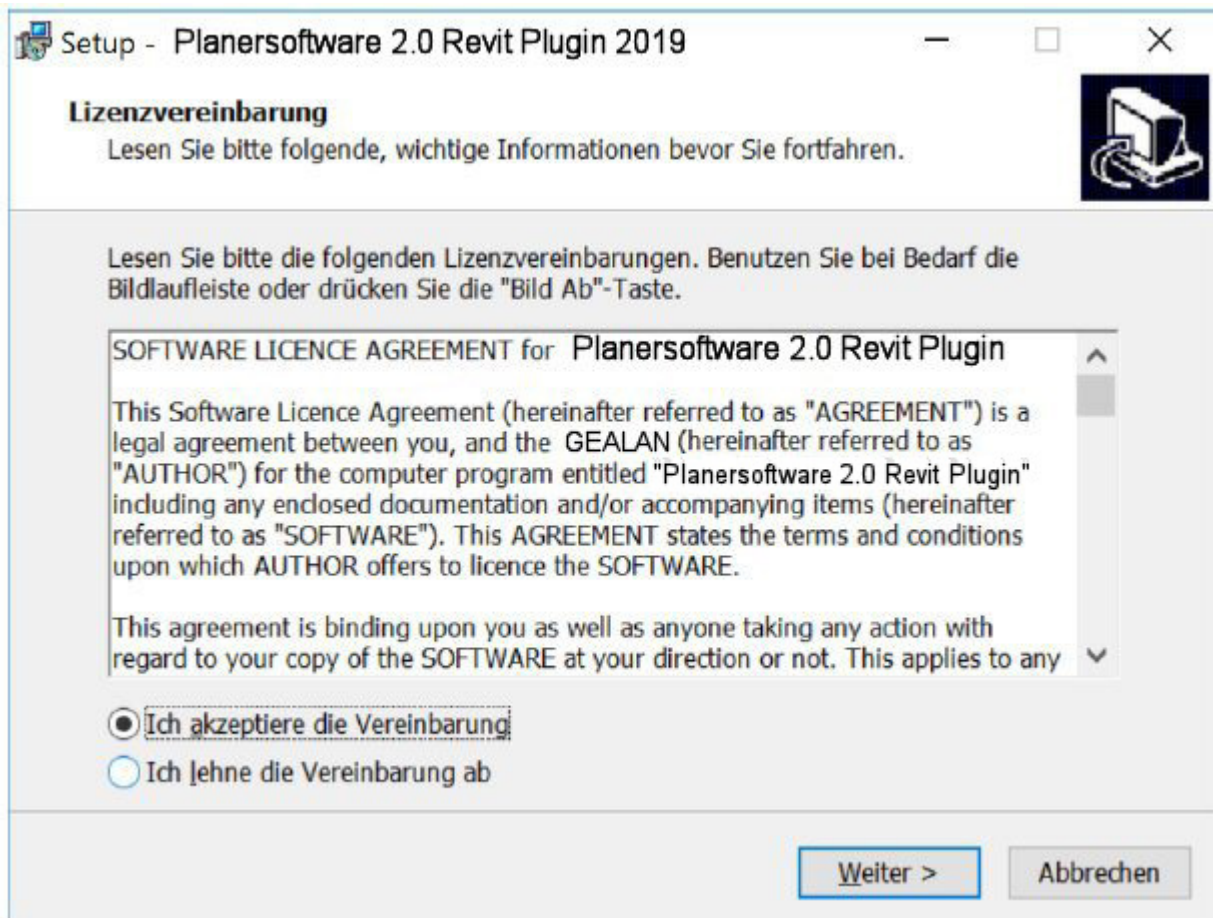 Setup - Planersoftware 2.0 Revit Plugin 2019
Lizenzvereinbarung
Lesen Sie bitte folgende, wichtige Informationen bevor Sie fortfahren.
Lesen Sie bitte die folgenden Lizenzvereinbarungen. Benutzen Sie bei Bedarf die
Bildlaufleiste oder drücken Sie die "Bild Ab"-Taste.
SOFTWARE LICENCE AGREEMENT for Planersoftware 2.0 Revit Plugin
This Software Licence Agreement (hereinafter referred to as "AGREEMENT") is a
legal agreement between you, and the GEALAN (hereinafter referred to as
"AUTHOR") for the computer program entitled "Planersoftware 2.0 Revit Plugin"
including any enclosed documentation and/or accompanying items (hereinafter
referred to as "SOFTWARE"). This AGREEMENT states the terms and conditions
upon which AUTHOR offers to licence the SOFTWARE.
This agreement is binding upon you as well as anyone taking any action with
regard to your copy of the SOFTWARE at your direction or not. This applies to any
Ich akzeptiere die Vereinbarung
Ich lehne die Vereinbarung ab
Weiter >
Abbrechen